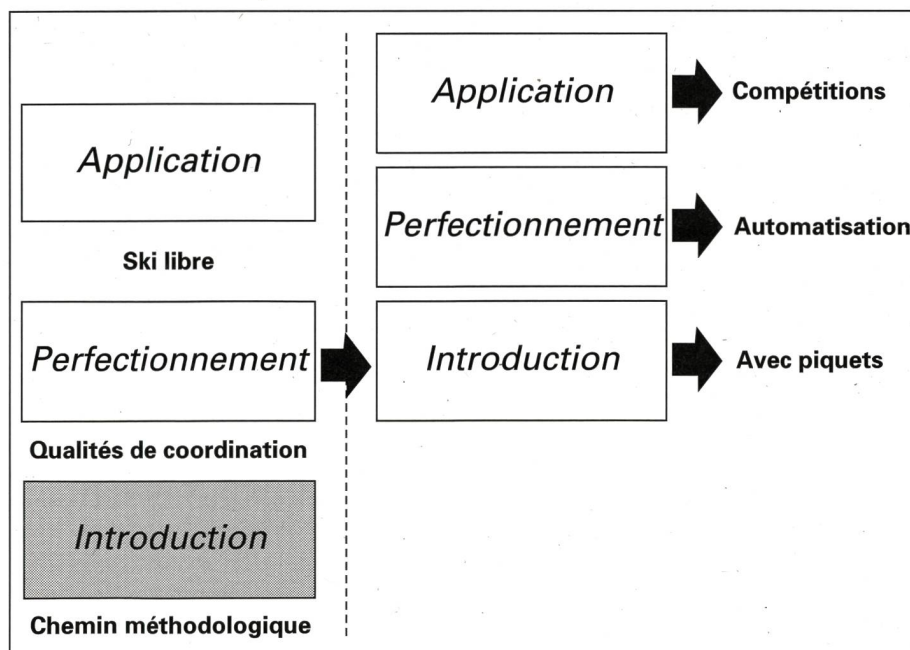 Application
Ski libre
Perfectionnement
Qualités de coordination
Introduction
Chemin méthodologique
Application
Compétitions
Perfectionnement
Automatisation
Introduction
Avec piquets